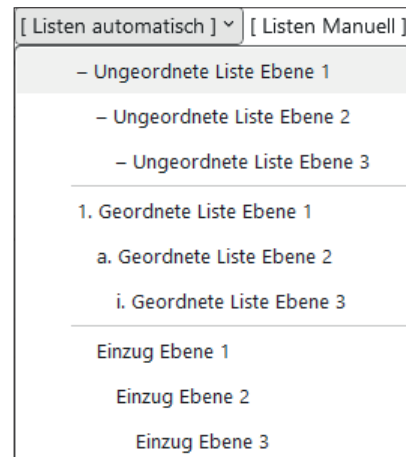 [ Listen automatisch ] [ Listen Manuell ]
– Ungeordnete Liste Ebene 1
– Ungeordnete Liste Ebene 2
– Ungeordnete Liste Ebene 3
1. Geordnete Liste Ebene 1
a. Geordnete Liste Ebene 2
i. Geordnete Liste Ebene 3
Einzug Ebene 1
Einzug Ebene 2
Einzug Ebene 3